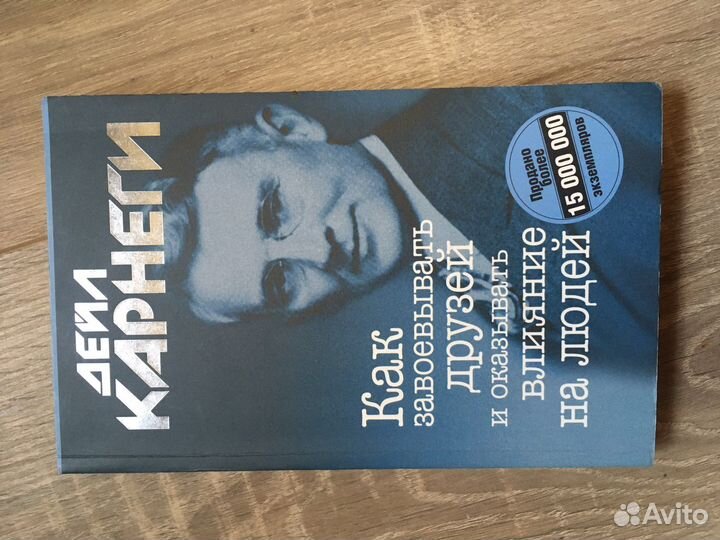 ДЕЙЛ
КАРНЕГИ
Продано
более
15 000 000
экземпляров
Как
завоевывать
друзей
и оказывать
влияние
на людей
Avito